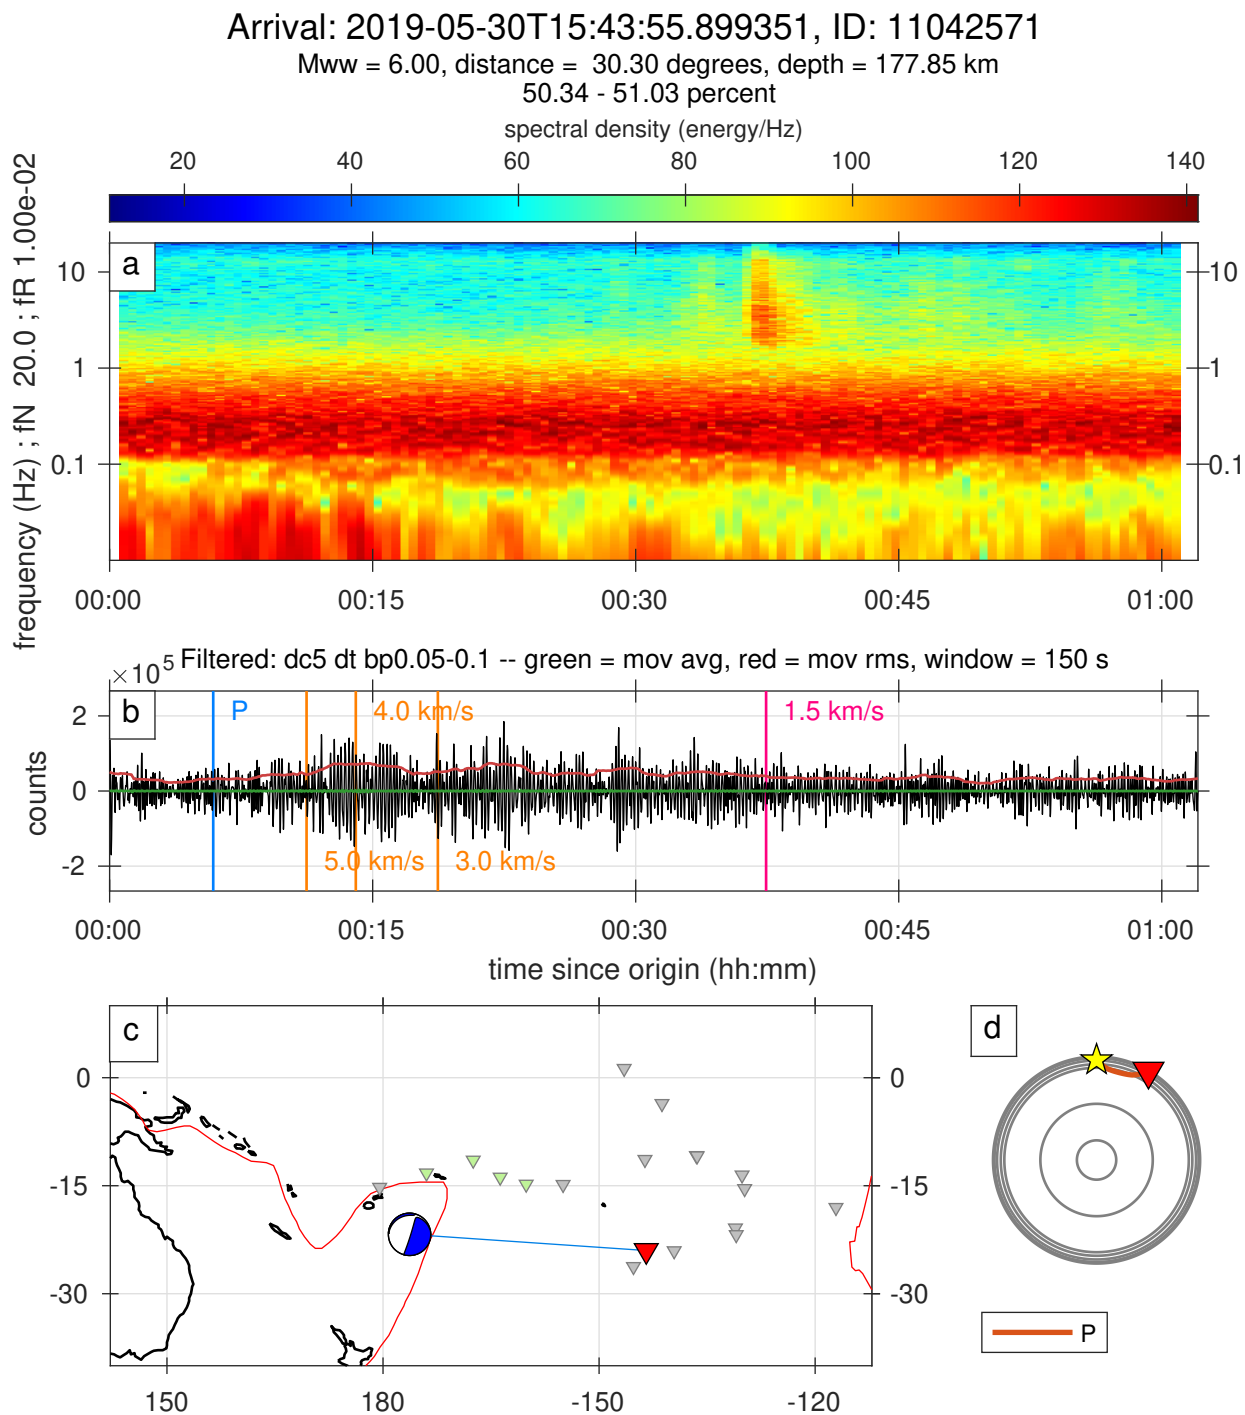 Arrival: 2019-05-30T15:43:55.899351, ID: 11042571
Mww = 6.00, distance =  30.30 degrees, depth = 177.85 km
50.34 - 51.03 percent
spectral density (energy/Hz)
20 40 60 80 100 120 140
frequency (Hz) ; fN  20.0 ; fR 1.00e-02
a
10 10
1 1
0.1 0.1
00:00 00:15 00:30 00:45 01:00
×10^5 Filtered: dc5 dt bp0.05-0.1 -- green = mov avg, red = mov rms, window = 150 s
b
P 4.0 km/s 1.5 km/s
5.0 km/s 3.0 km/s
counts
2
0
-2
00:00 00:15 00:30 00:45 01:00
time since origin (hh:mm)
c
0 0
-15 -15
-30 -30
150 180 -150 -120
d
P